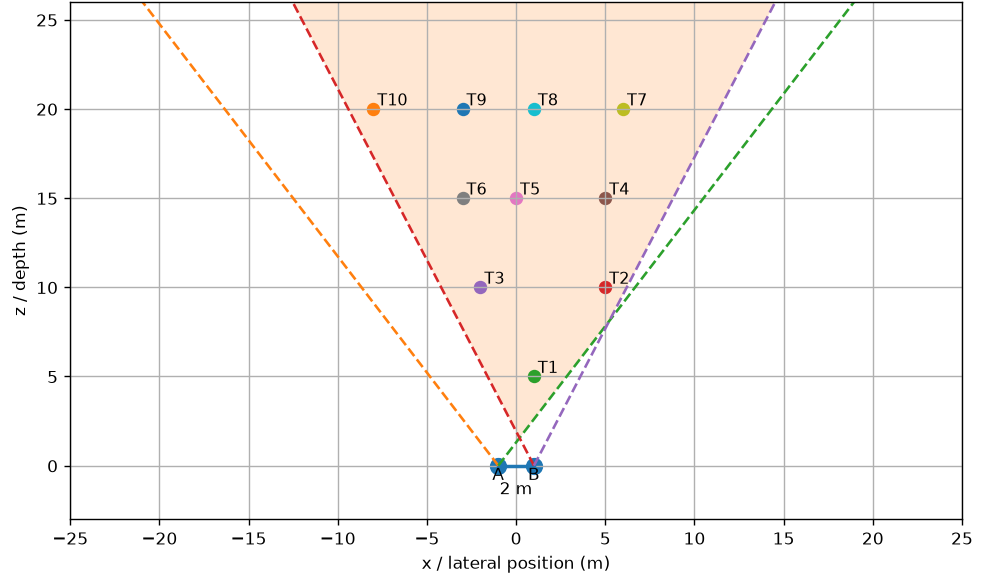 25
20
15
10
5
0
z / depth (m)
T10
T9
T8
T7
T6
T5
T4
T3
T2
T1
A
B
2 m
−25
−20
−15
−10
−5
0
5
10
15
20
25
x / lateral position (m)